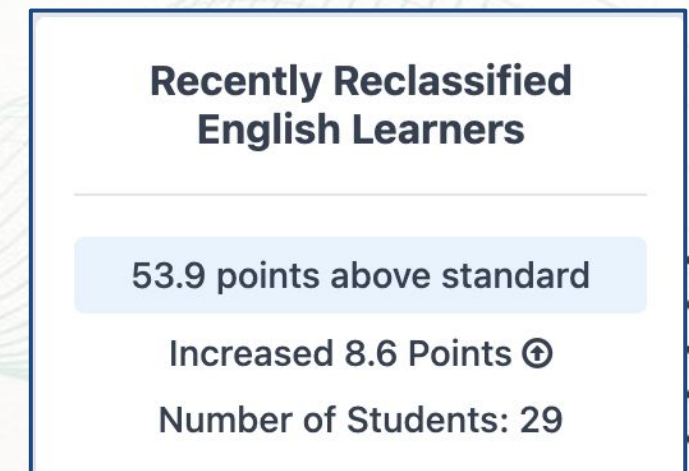 Recently Reclassified
English Learners
53.9 points above standard
Increased 8.6 Points
Number of Students: 29